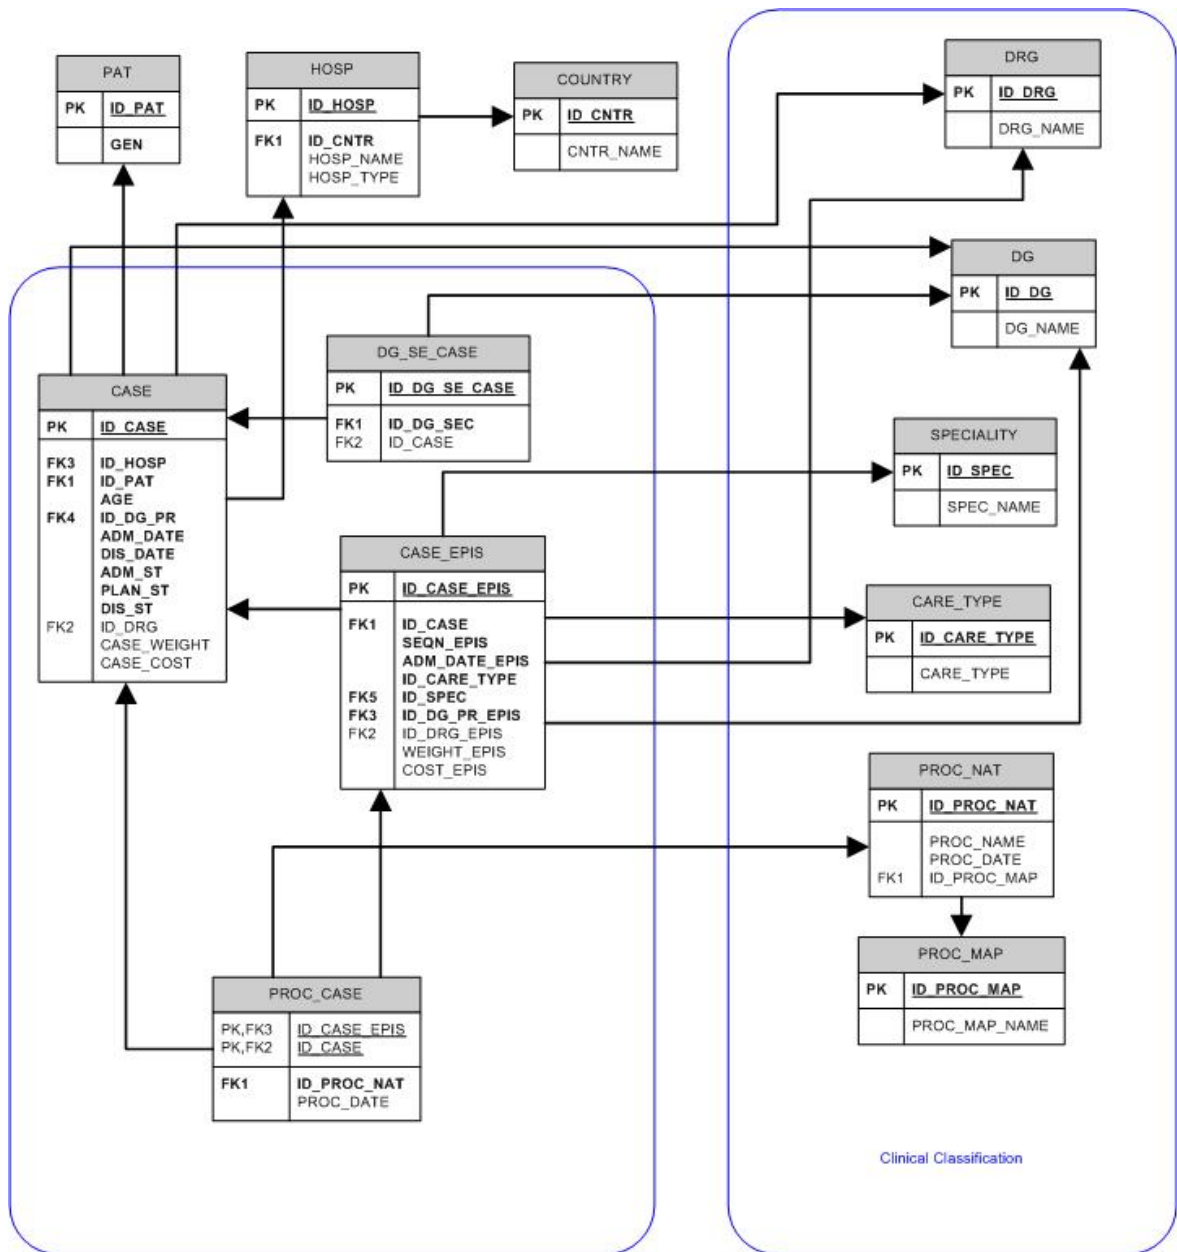 PAT
PK ID_PAT
GEN
HOSP
PK ID_HOSP
FK1 ID_CNTR
HOSP_NAME
HOSP_TYPE
COUNTRY
PK ID_CNTR
CNTR_NAME
DRG
PK ID_DRG
DRG_NAME
DG
PK ID_DG
DG_NAME
DG_SE_CASE
PK ID_DG_SE_CASE
FK1 ID_DG_SEC
FK2 ID_CASE
CASE
PK ID_CASE
FK3 ID_HOSP
FK1 ID_PAT
AGE
FK4 ID_DG_PR
ADM_DATE
DIS_DATE
ADM_ST
PLAN_ST
DIS_ST
FK2 ID_DRG
CASE_WEIGHT
CASE_COST
SPECIALITY
PK ID_SPEC
SPEC_NAME
CASE_EPIS
PK ID_CASE_EPIS
FK1 ID_CASE
SEQN_EPIS
ADM_DATE_EPIS
ID_CARE_TYPE
FK5 ID_SPEC
FK3 ID_DG_PR_EPIS
FK2 ID_DRG_EPIS
WEIGHT_EPIS
COST_EPIS
CARE_TYPE
PK ID_CARE_TYPE
CARE_TYPE
PROC_NAT
PK ID_PROC_NAT
PROC_NAME
PROC_DATE
FK1 ID_PROC_MAP
PROC_MAP
PK ID_PROC_MAP
PROC_MAP_NAME
PROC_CASE
PK,FK3 ID_CASE_EPIS
PK,FK2 ID_CASE
FK1 ID_PROC_NAT
PROC_DATE
Clinical Classification